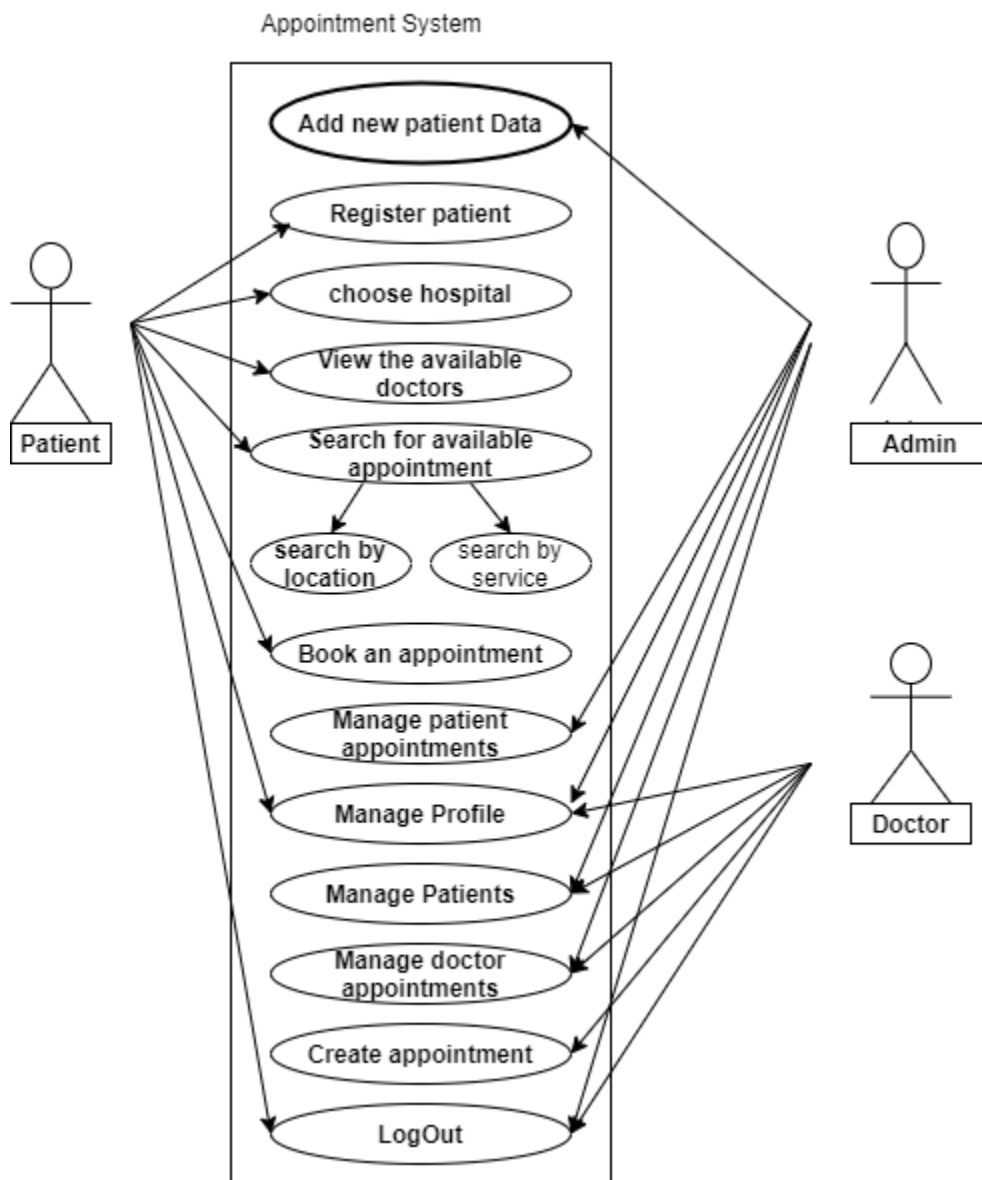 Appointment System
Add new patient Data
Register patient
choose hospital
View the available
doctors
Patient
Search for available
appointment
Admin
search by
location
search by
service
Book an appointment
Manage patient
appointments
Manage Profile
Doctor
Manage Patients
Manage doctor
appointments
Create appointment
LogOut